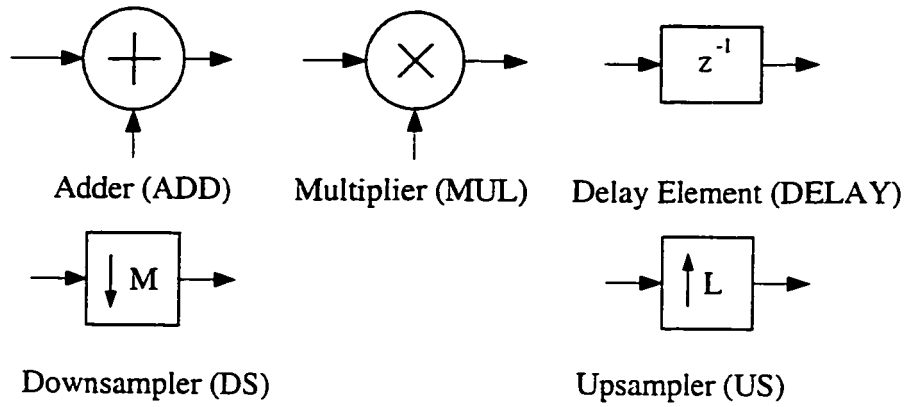 + × z⁻¹
Adder (ADD) Multiplier (MUL) Delay Element (DELAY)
↓ M ↑ L
Downsampler (DS) Upsampler (US)